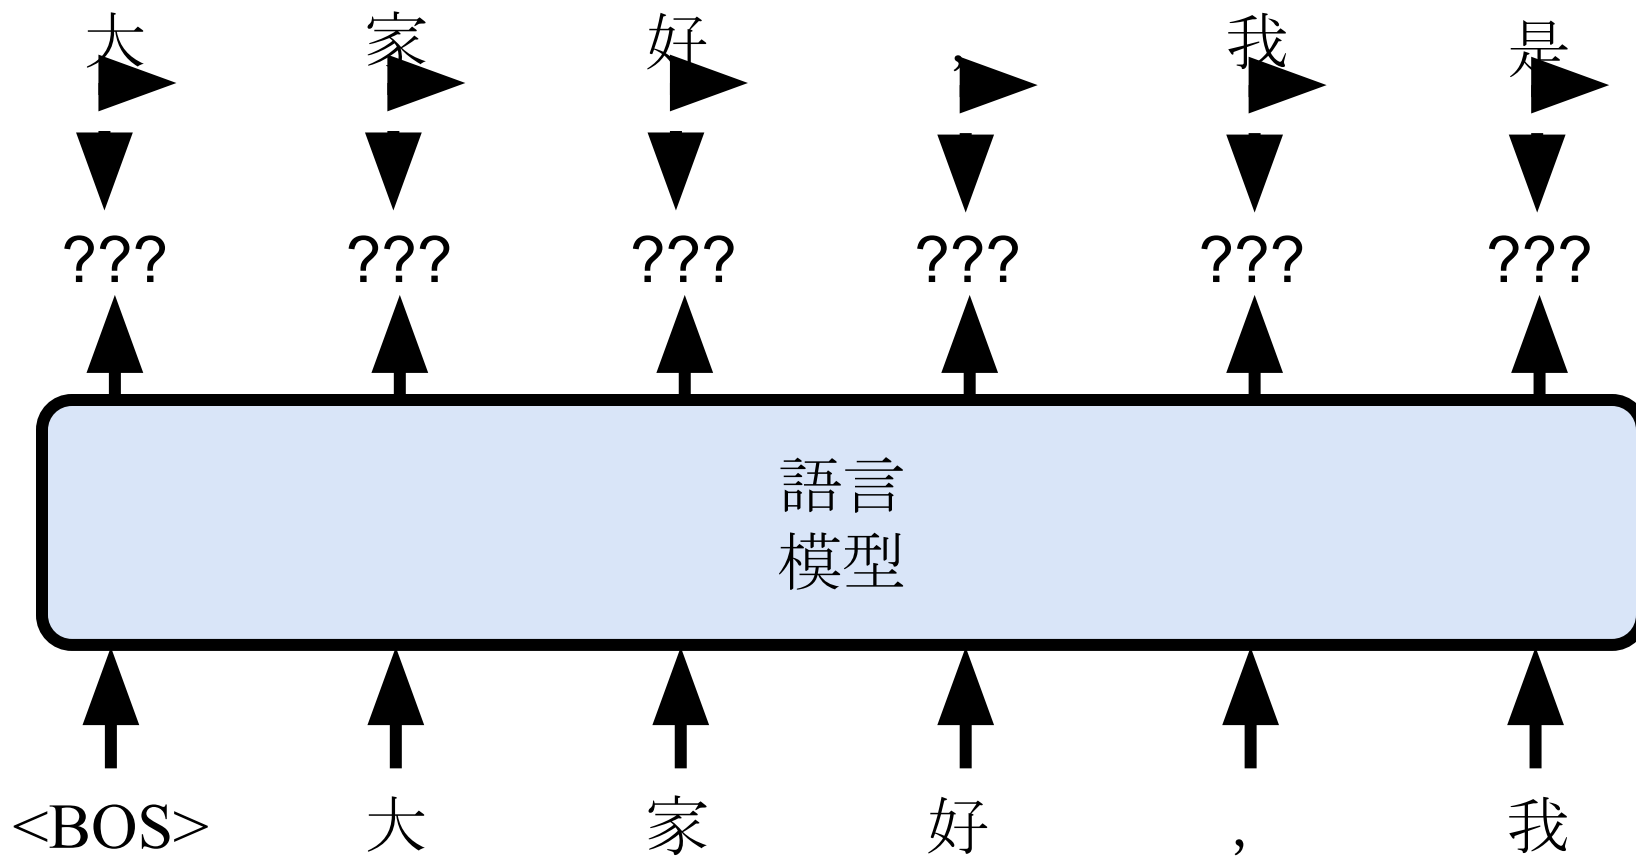 大 家 好 , 我 是
??? ??? ??? ??? ??? ???
語言
模型
<BOS> 大 家 好 , 我